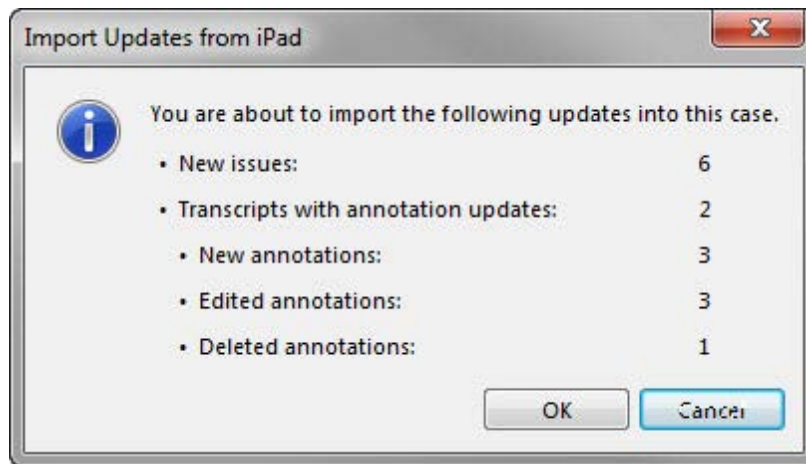 Import Updates from iPad
You are about to import the following updates into this case.
• New issues: 6
• Transcripts with annotation updates: 2
• New annotations: 3
• Edited annotations: 3
• Deleted annotations: 1
OK Cancel